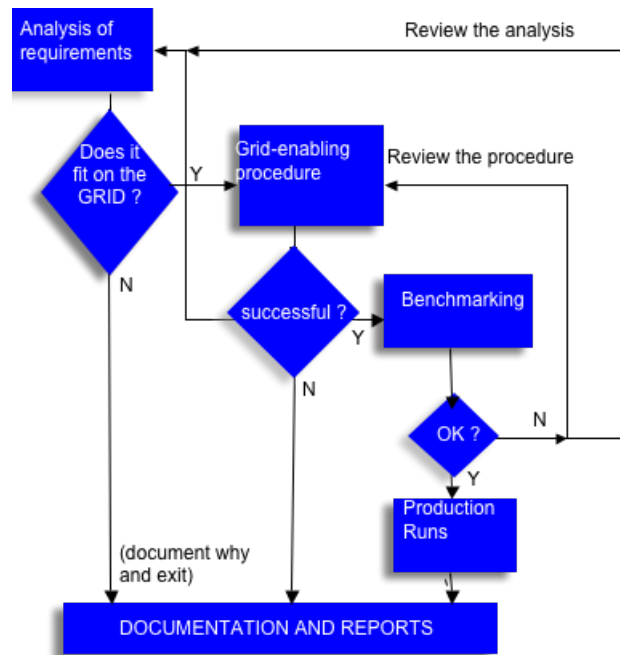 Analysis of
requirements
Review the analysis
Does it
fit on the
GRID ?
Y
Grid-enabling
procedure
Review the procedure
N
successful ?
Y
Benchmarking
N
OK ?
N
Y
Production
Runs
(document why
and exit)
DOCUMENTATION AND REPORTS